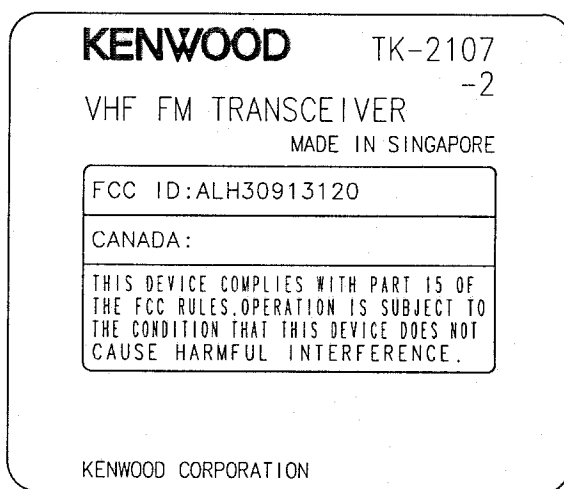 KENWOOD TK-2107
-2
VHF FM TRANSCEIVER
MADE IN SINGAPORE
FCC ID:ALH30913120
CANADA:
THIS DEVICE COMPLIES WITH PART 15 OF
THE FCC RULES.OPERATION IS SUBJECT TO
THE CONDITION THAT THIS DEVICE DOES NOT
CAUSE HARMFUL INTERFERENCE.
KENWOOD CORPORATION